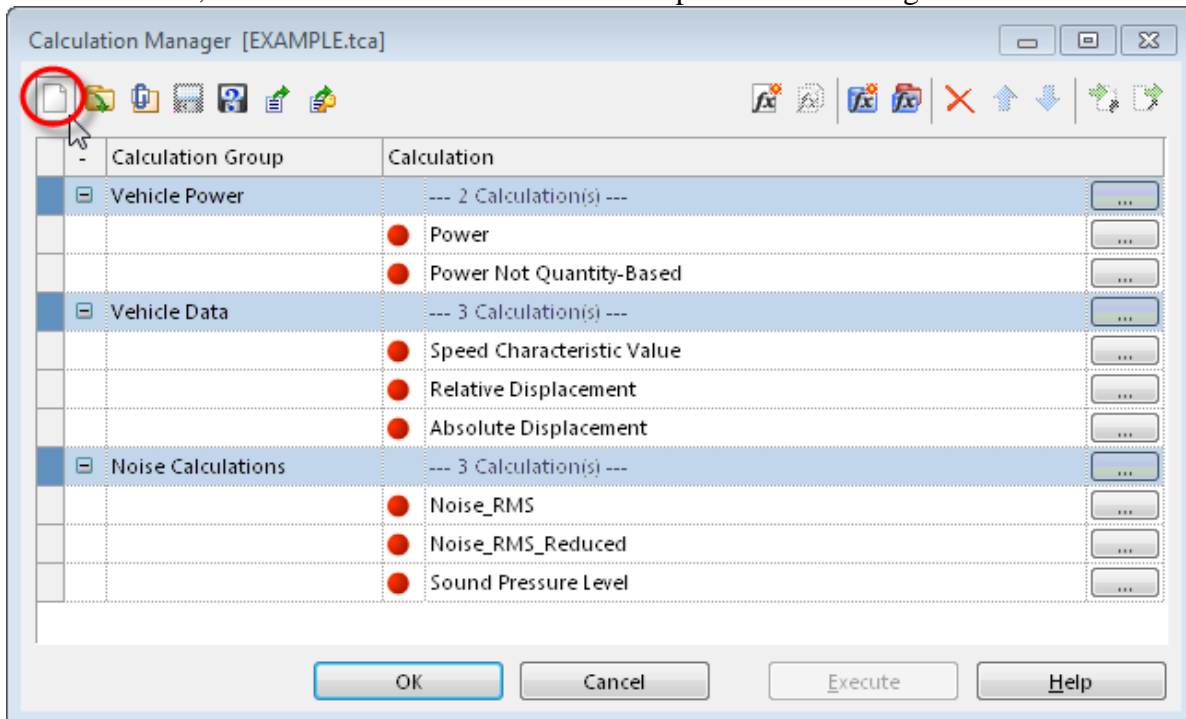 Calculation Manager [EXAMPLE.tca]
- Calculation Group Calculation
Vehicle Power --- 2 Calculation(s) --- ...
Power ...
Power Not Quantity-Based ...
Vehicle Data --- 3 Calculation(s) --- ...
Speed Characteristic Value ...
Relative Displacement ...
Absolute Displacement ...
Noise Calculations --- 3 Calculation(s) --- ...
Noise_RMS ...
Noise_RMS_Reduced ...
Sound Pressure Level ...
OK Cancel Execute Help